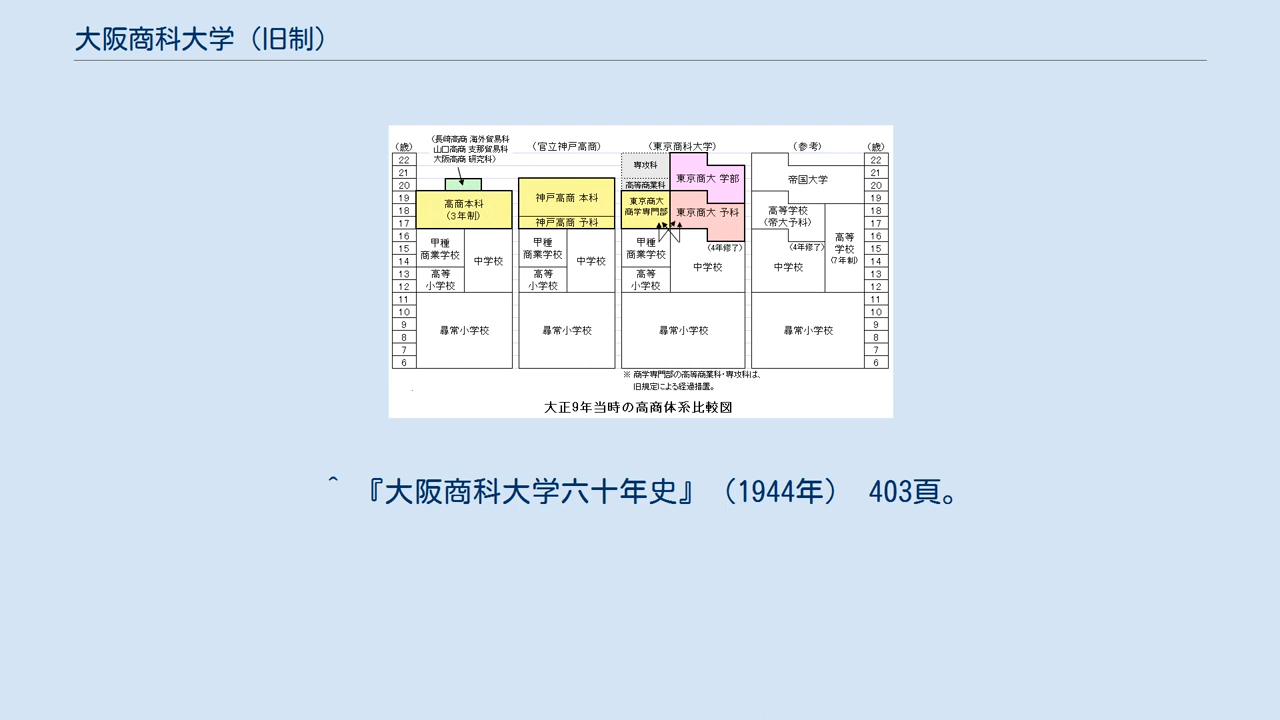 大阪商科大学（旧制）
（長崎高商 海外貿易科
山口高商 支那貿易科
大阪高商 研究科）
（官立神戸高商）
（東京商科大学）
（参考）
（歳）
22
21
20
19
18
17
16
15
14
13
12
11
10
9
8
7
6
高商本科
（3年制）
甲種
商業学校
高等
小学校
中学校
尋常小学校
神戸高商 本科
神戸高商 予科
甲種
商業学校
高等
小学校
中学校
尋常小学校
専攻科
高等商業科
東京商大
商学専門部
東京商大 学部
東京商大 予科
（4年修了）
甲種
商業学校
高等
小学校
中学校
尋常小学校
帝国大学
高等学校
（帝大予科）
（4年修了）
中学校
高等
学校
（7年制）
尋常小学校
（歳）
22
21
20
19
18
17
16
15
14
13
12
11
10
9
8
7
6
※ 商学専門部の高等商業科・専攻科は、
旧規定による経過措置。
大正9年当時の高商体系比較図
^ 『大阪商科大学六十年史』（1944年） 403頁。